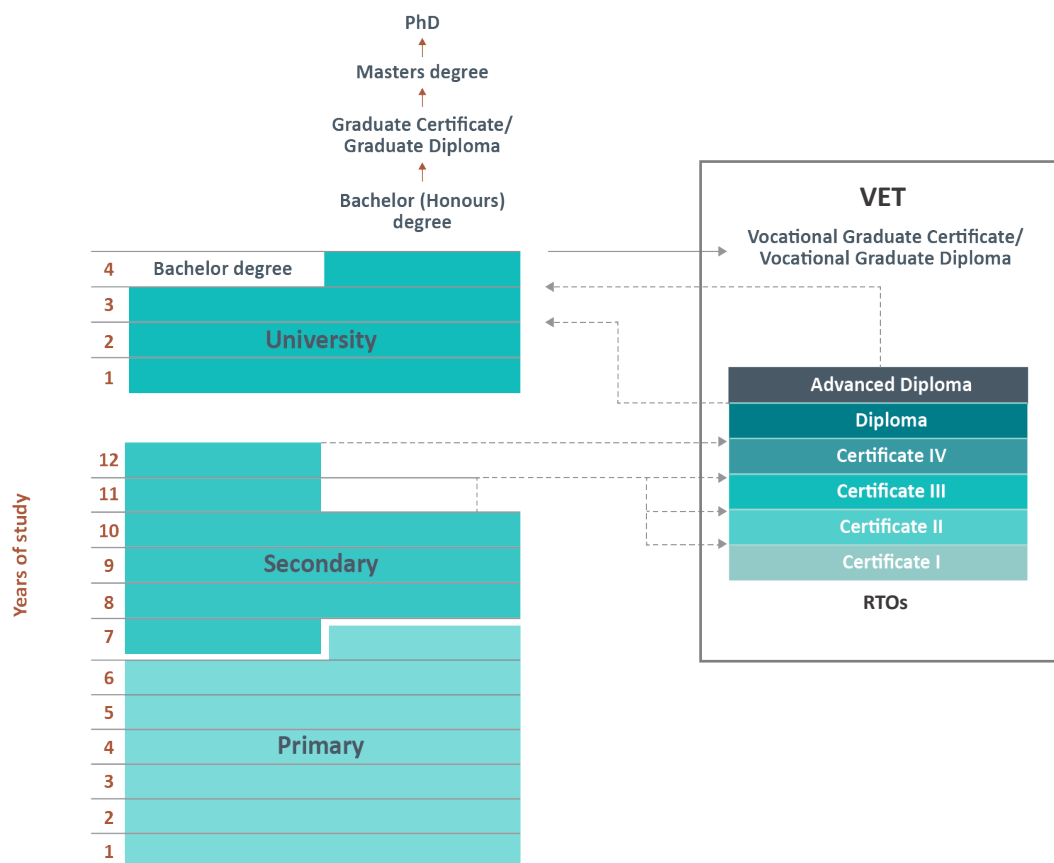 PhD
Masters degree
Graduate Certificate/
Graduate Diploma
Bachelor (Honours)
degree
4
Bachelor degree
3
University
2
1
12
11
10
9
Secondary
8
7
6
5
4
Primary
3
2
1
Years of study
VET
Vocational Graduate Certificate/
Vocational Graduate Diploma
Advanced Diploma
Diploma
Certificate IV
Certificate III
Certificate II
Certificate I
RTOs